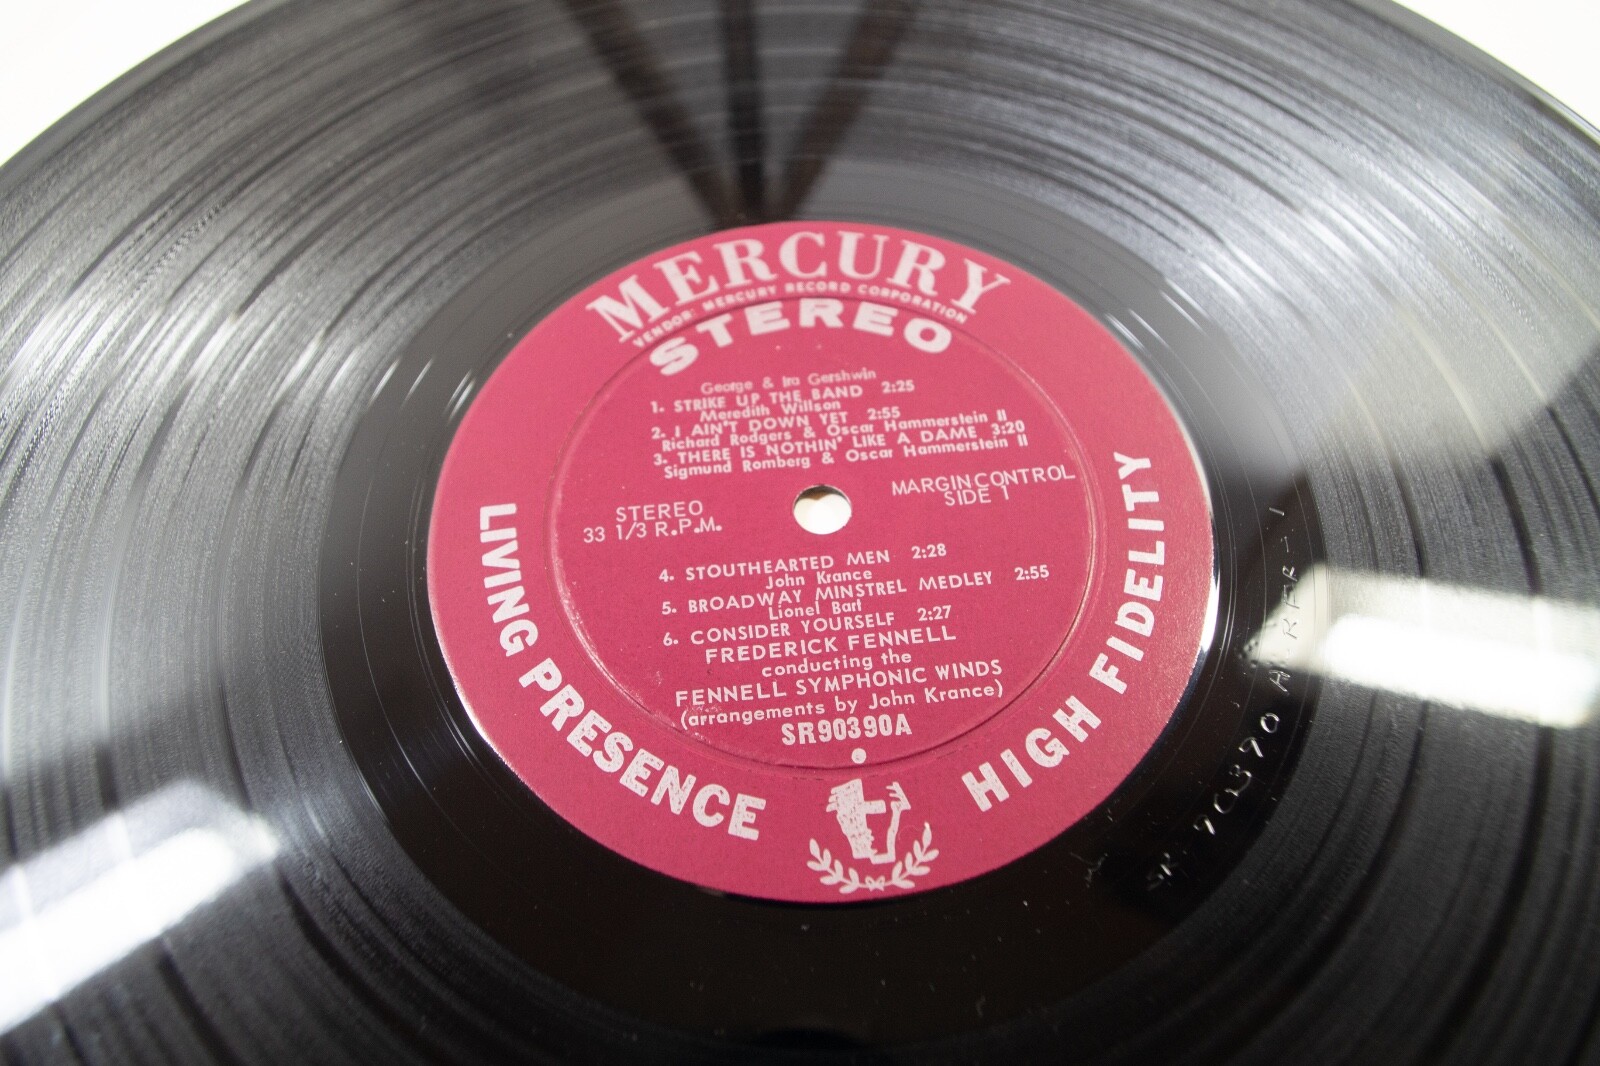 MERCURY
VENDOR: MERCURY RECORD CORPORATION
STEREO
George & Ira Gershwin
1. STRIKE UP THE BAND 2:25
Meredith Willson
2. I AIN'T DOWN YET 2:55
Richard Rodgers & Oscar Hammerstein II
3. THERE IS NOTHIN' LIKE A DAME 3:20
Sigmund Romberg & Oscar Hammerstein II
STEREO
33 1/3 R.P.M.
MARGIN CONTROL
SIDE 1
4. STOUTHEARTED MEN 2:28
John Krance
5. BROADWAY MINSTREL MEDLEY 2:55
Lionel Bart
6. CONSIDER YOURSELF 2:27
FREDERICK FENNELL
conducting the
FENNELL SYMPHONIC WINDS
(arrangements by John Krance)
SR90390A
LIVING PRESENCE
HIGH FIDELITY
SR 90390